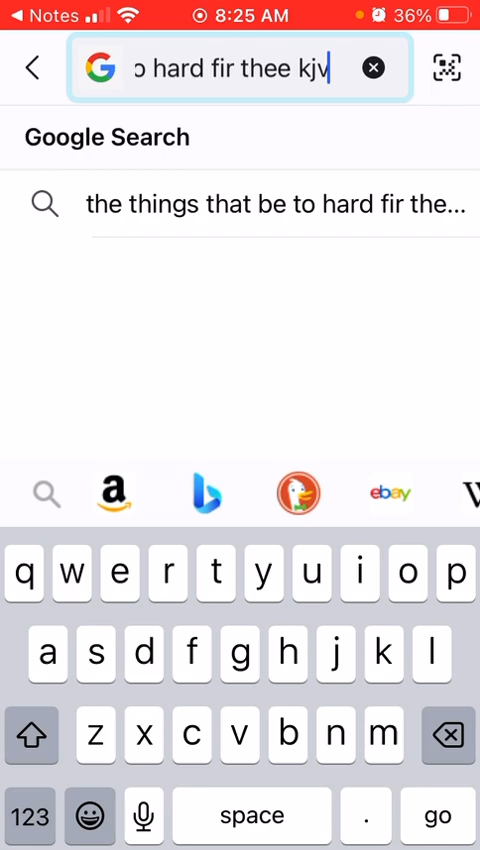 Notes 8:25 AM 36%
o hard fir thee kjv
Google Search
the things that be to hard fir the...
a ebay W
q w e r t y u i o p
a s d f g h j k l
z x c v b n m
123 space . go